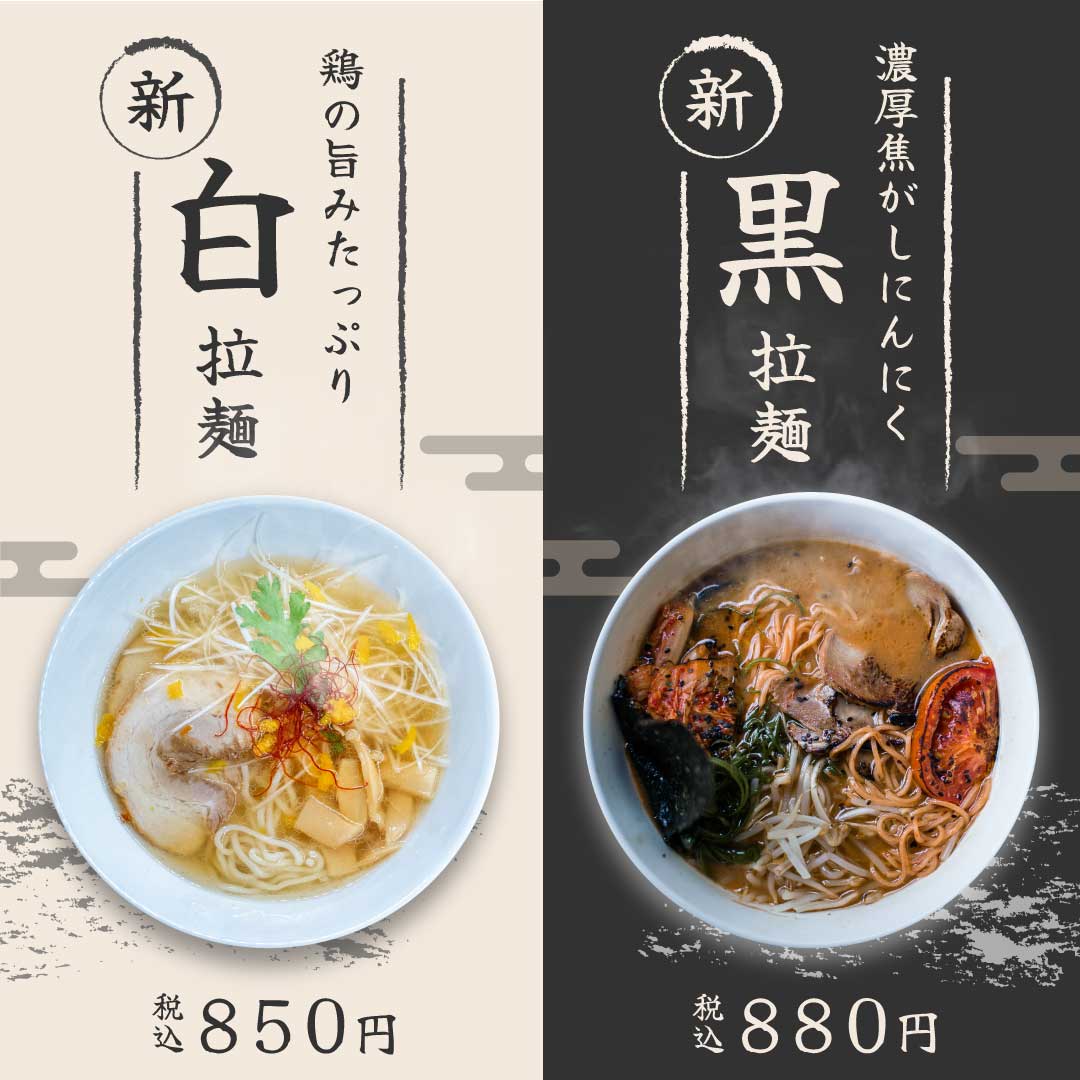 新
白拉麺
鶏の旨みたっぷり
税込850円
新
黒拉麺
濃厚焦がしにんにく
税込880円